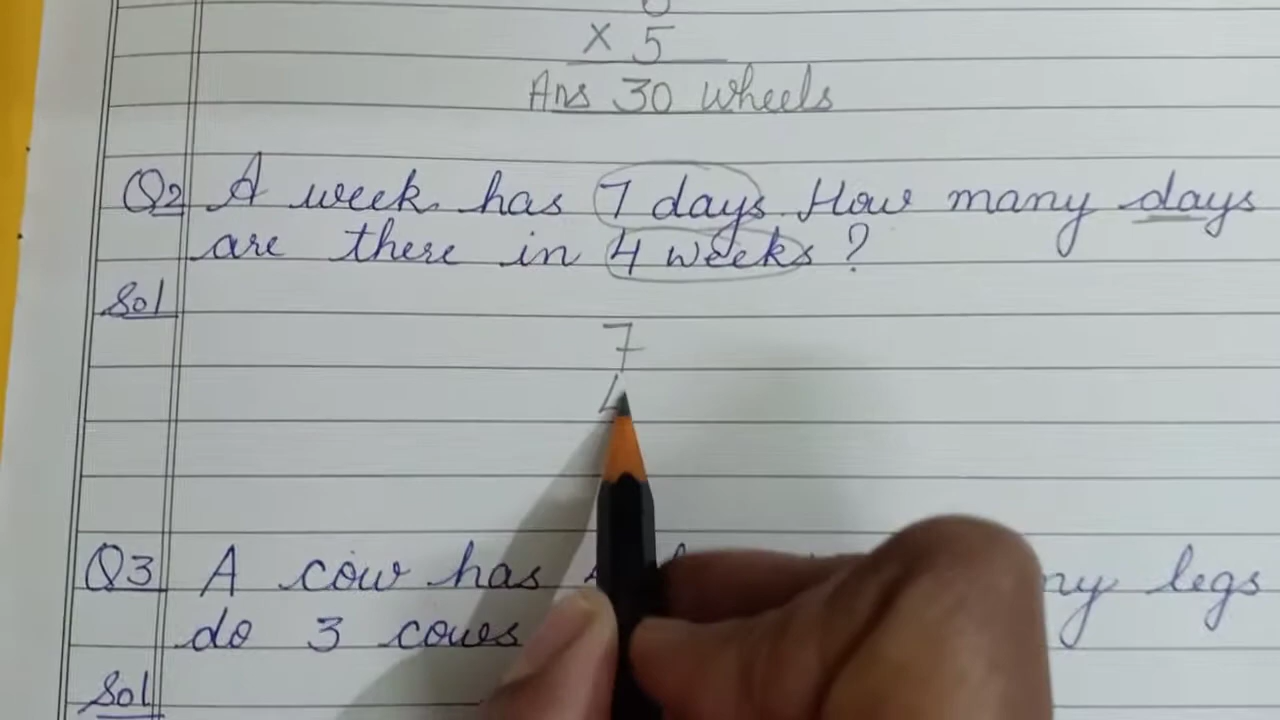 × 5
Ans 30 wheels
Q2 A week has 7 days. How many days
are there in 4 weeks ?
Sol
7
4
Q3 A cow has legs
do 3 cows
Sol